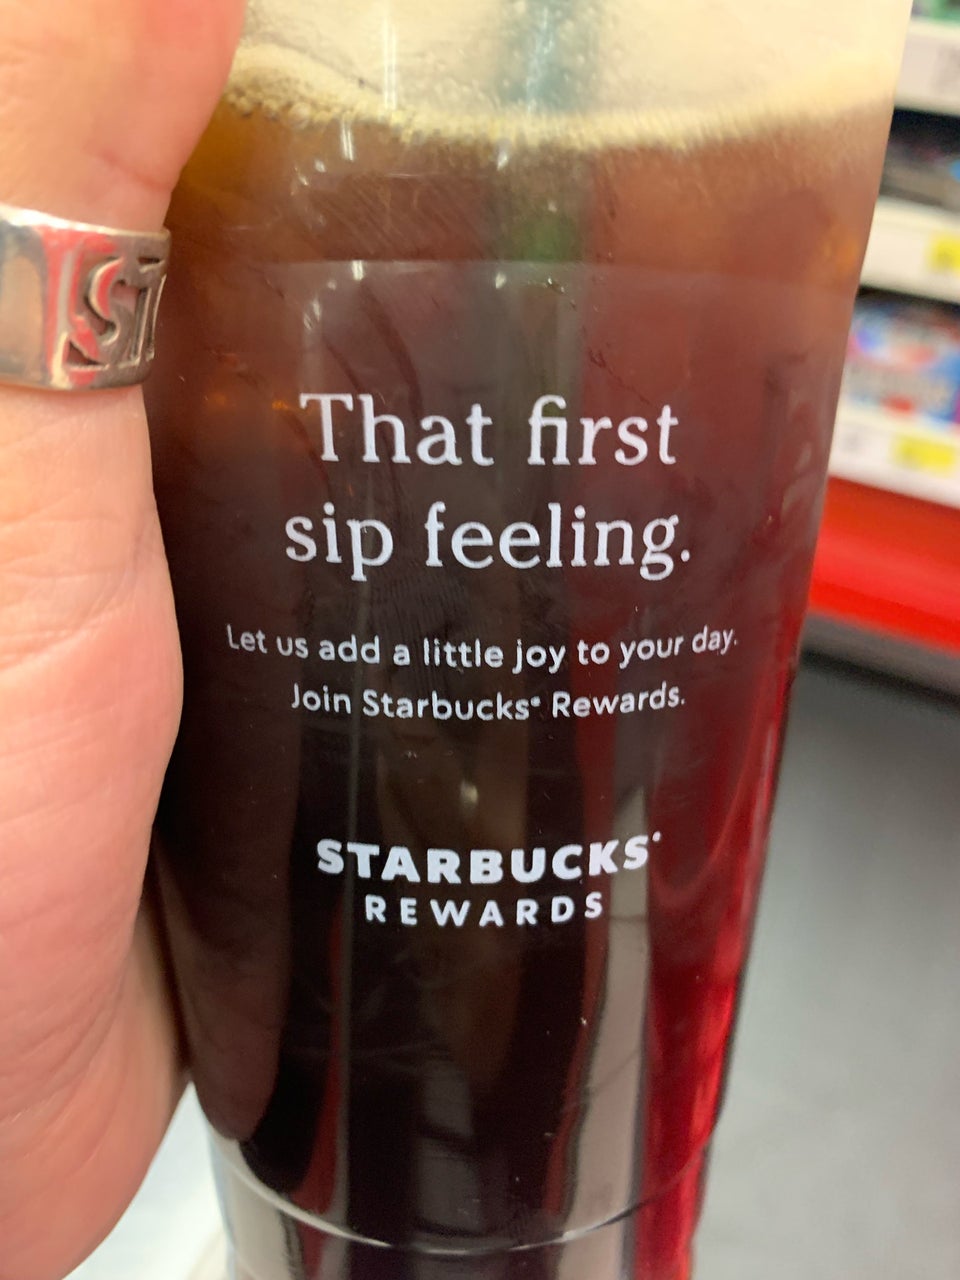 That first
sip feeling.
Let us add a little joy to your day.
Join Starbucks® Rewards.
STARBUCKS®
REWARDS